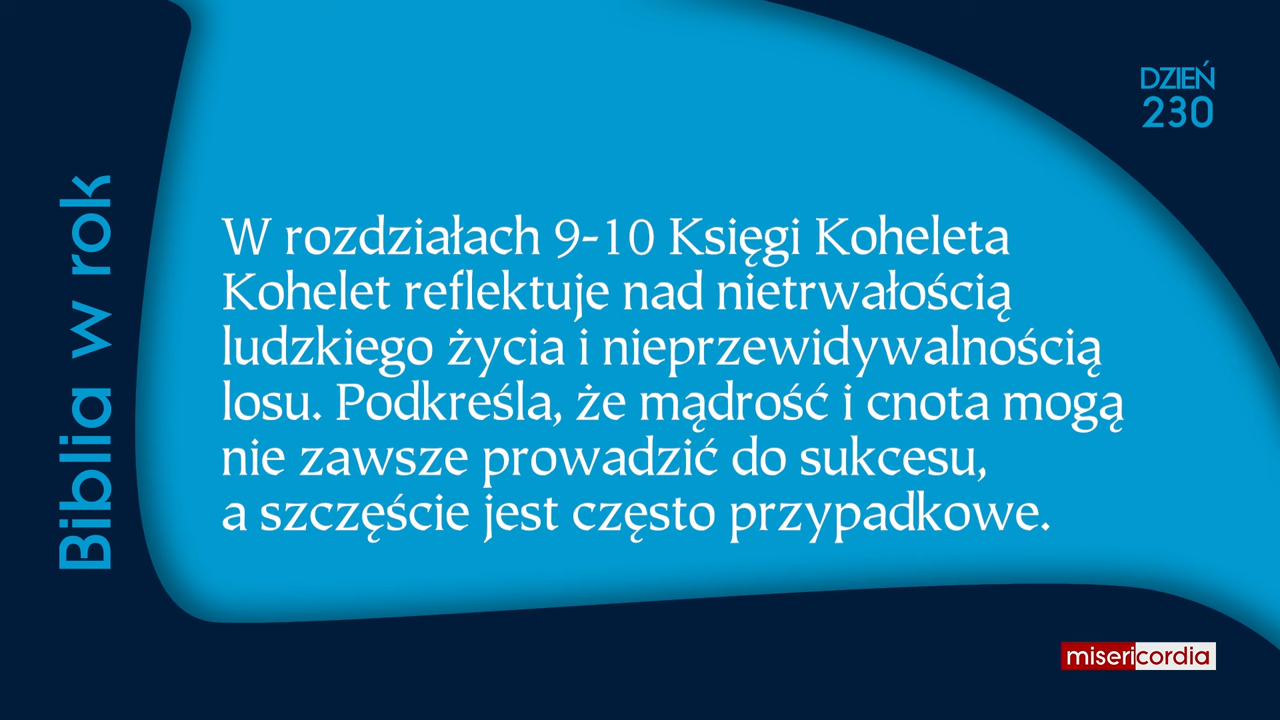 Biblia w rok
DZIEŃ
230
W rozdziałach 9-10 Księgi Koheleta
Kohelet reflektuje nad nietrwałością
ludzkiego życia i nieprzewidywalnością
losu. Podkreśla, że mądrość i cnota mogą
nie zawsze prowadzić do sukcesu,
a szczęście jest często przypadkowe.
misericordia